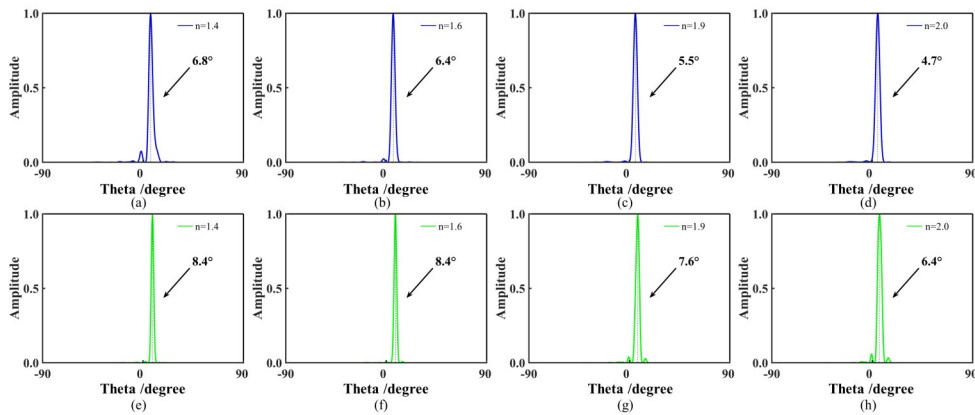 1.0
n=1.4
6.8°
0.5
Amplitude
0.0
-90
0
90
Theta /degree
(a)
1.0
n=1.6
6.4°
0.5
Amplitude
0.0
-90
0
90
Theta /degree
(b)
1.0
n=1.9
5.5°
0.5
Amplitude
0.0
-90
0
90
Theta /degree
(c)
1.0
n=2.0
4.7°
0.5
Amplitude
0.0
-90
0
90
Theta /degree
(d)
1.0
n=1.4
8.4°
0.5
Amplitude
0.0
-90
0
90
Theta /degree
(e)
1.0
n=1.6
8.4°
0.5
Amplitude
0.0
-90
0
90
Theta /degree
(f)
1.0
n=1.9
7.6°
0.5
Amplitude
0.0
-90
0
90
Theta /degree
(g)
1.0
n=2.0
6.4°
0.5
Amplitude
0.0
-90
0
90
Theta /degree
(h)